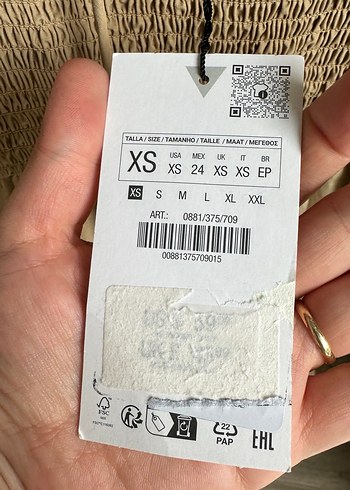 TALLA / SIZE / TAMANHO / TAILLE / MAAT / ΜΕΓΕΘΟΣ
XS
USA MEX UK IT BR
XS 24 XS XS EP
XS S M L XL XXL
ART.: 0881/375/709
00881375709015
FSC
22
PAP
EAC